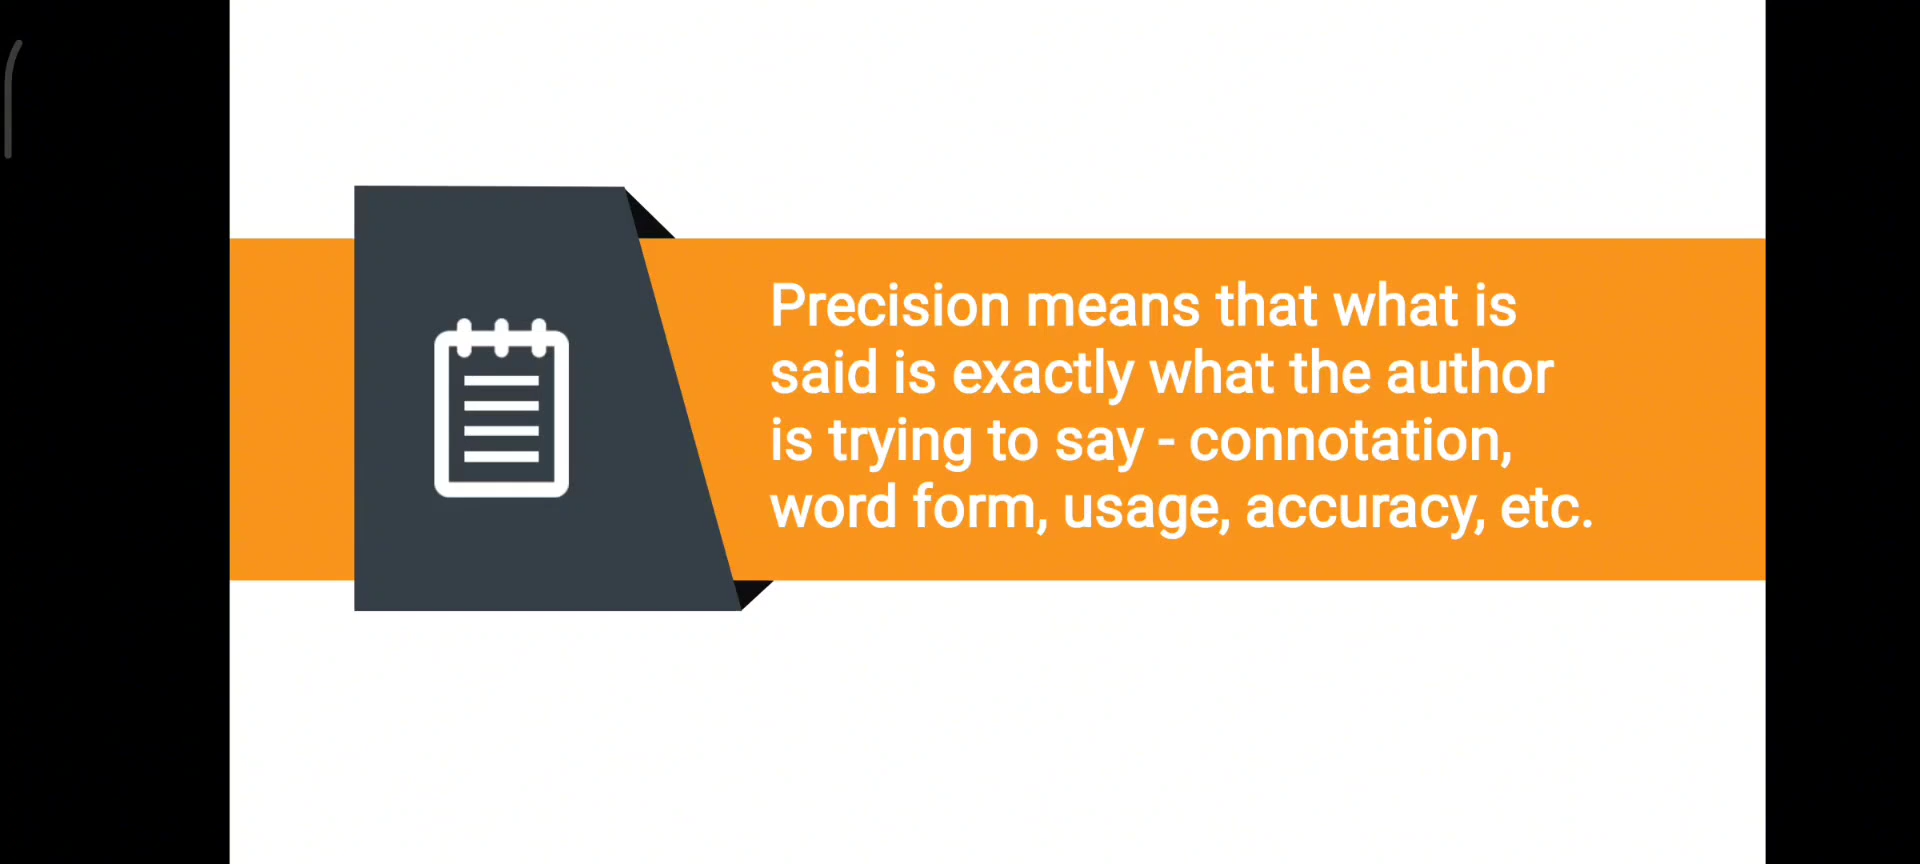 Precision means that what is
said is exactly what the author
is trying to say - connotation,
word form, usage, accuracy, etc.